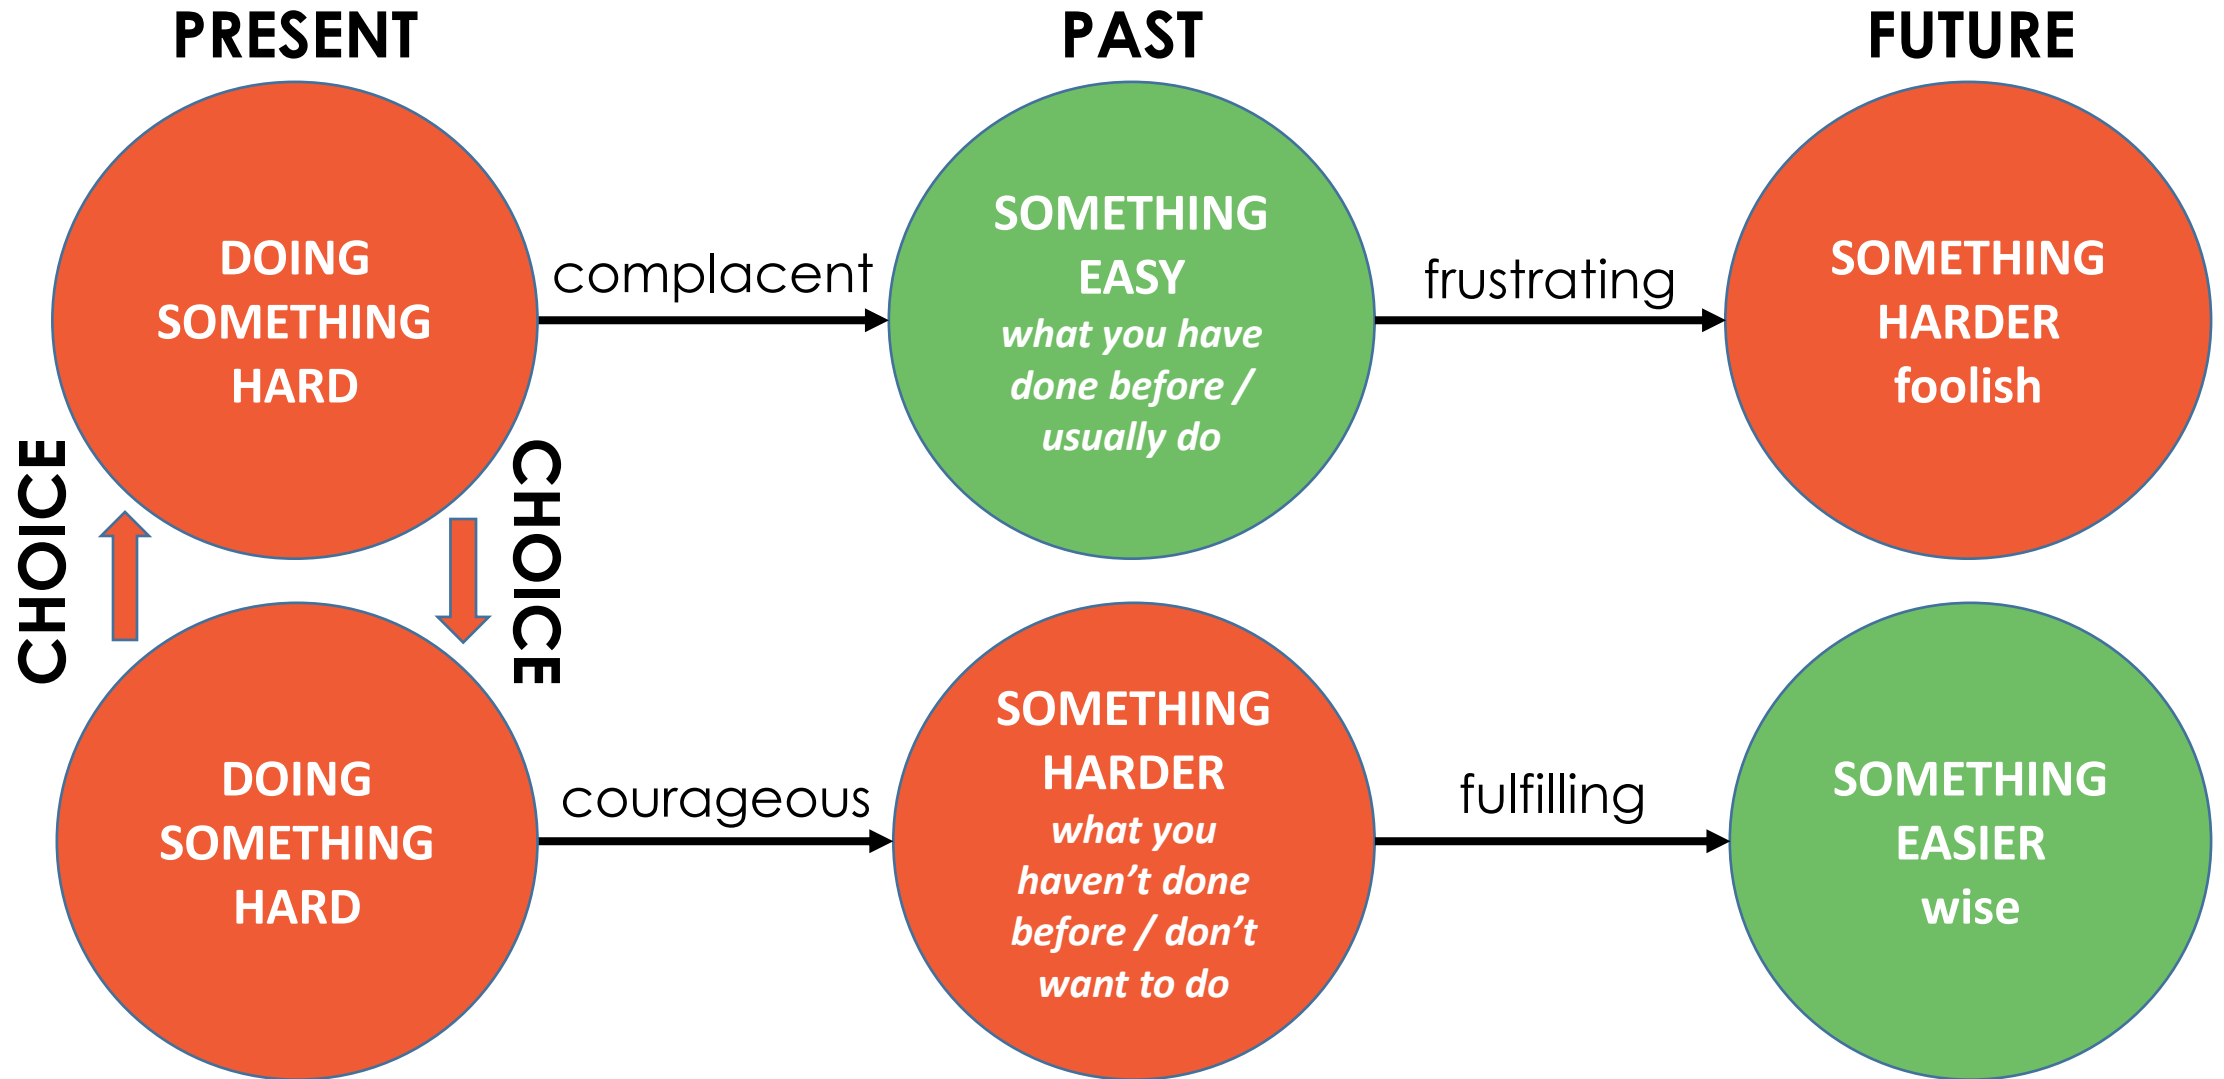 PRESENT
PAST
FUTURE
DOING
SOMETHING
HARD
complacent
SOMETHING
EASY
what you have
done before /
usually do
frustrating
SOMETHING
HARDER
foolish
CHOICE
CHOICE
DOING
SOMETHING
HARD
courageous
SOMETHING
HARDER
what you
haven’t done
before / don’t
want to do
fulfilling
SOMETHING
EASIER
wise